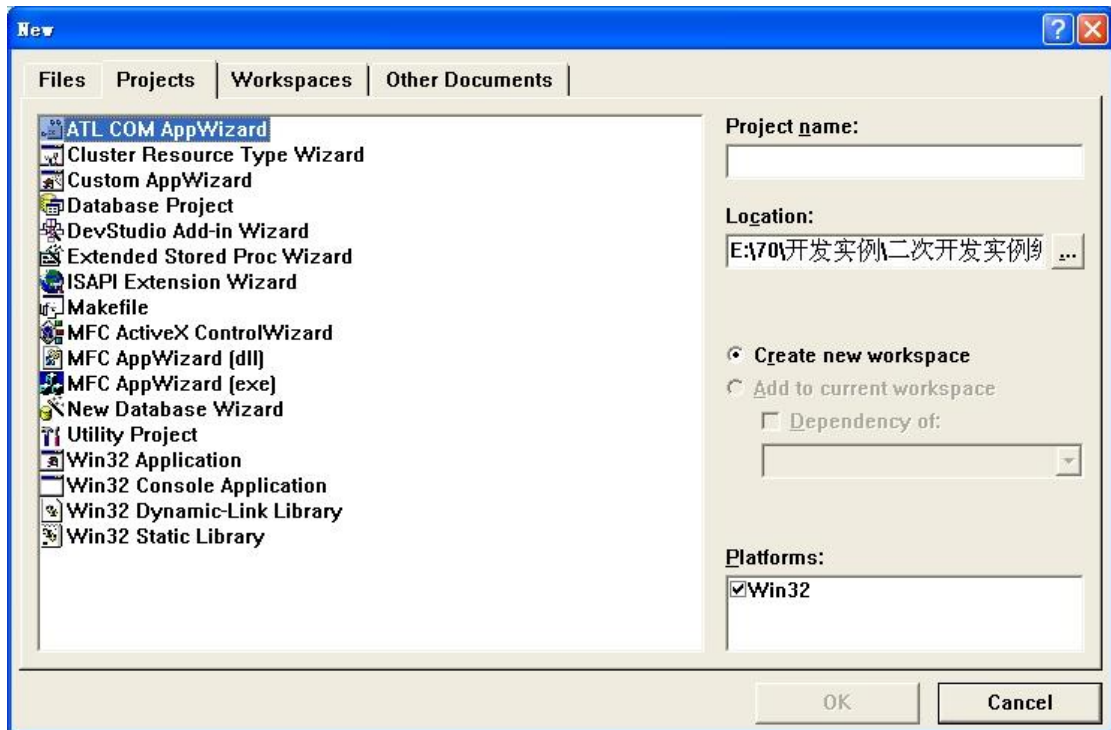 New
Files Projects Workspaces Other Documents
ATL COM AppWizard
Cluster Resource Type Wizard
Custom AppWizard
Database Project
DevStudio Add-in Wizard
Extended Stored Proc Wizard
ISAPI Extension Wizard
Makefile
MFC ActiveX ControlWizard
MFC AppWizard (dll)
MFC AppWizard (exe)
New Database Wizard
Utility Project
Win32 Application
Win32 Console Application
Win32 Dynamic-Link Library
Win32 Static Library
Project name:
Location:
E:\70\开发实例\二次开发实例
...
Create new workspace
Add to current workspace
Dependency of:
Platforms:
Win32
OK Cancel